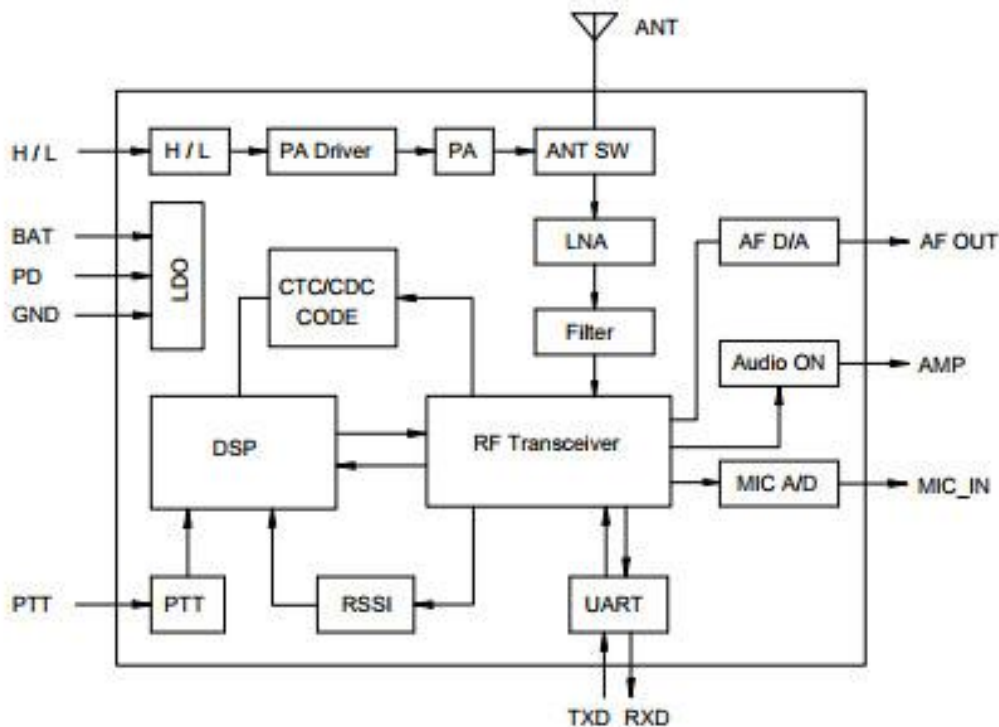 ANT
H / L
H / L
PA Driver
PA
ANT SW
BAT
PD
GND
LDO
LNA
AF D/A
AF OUT
CTC/CDC
CODE
Filter
Audio ON
AMP
DSP
RF Transceiver
MIC A/D
MIC_IN
PTT
PTT
RSSI
UART
TXD
RXD